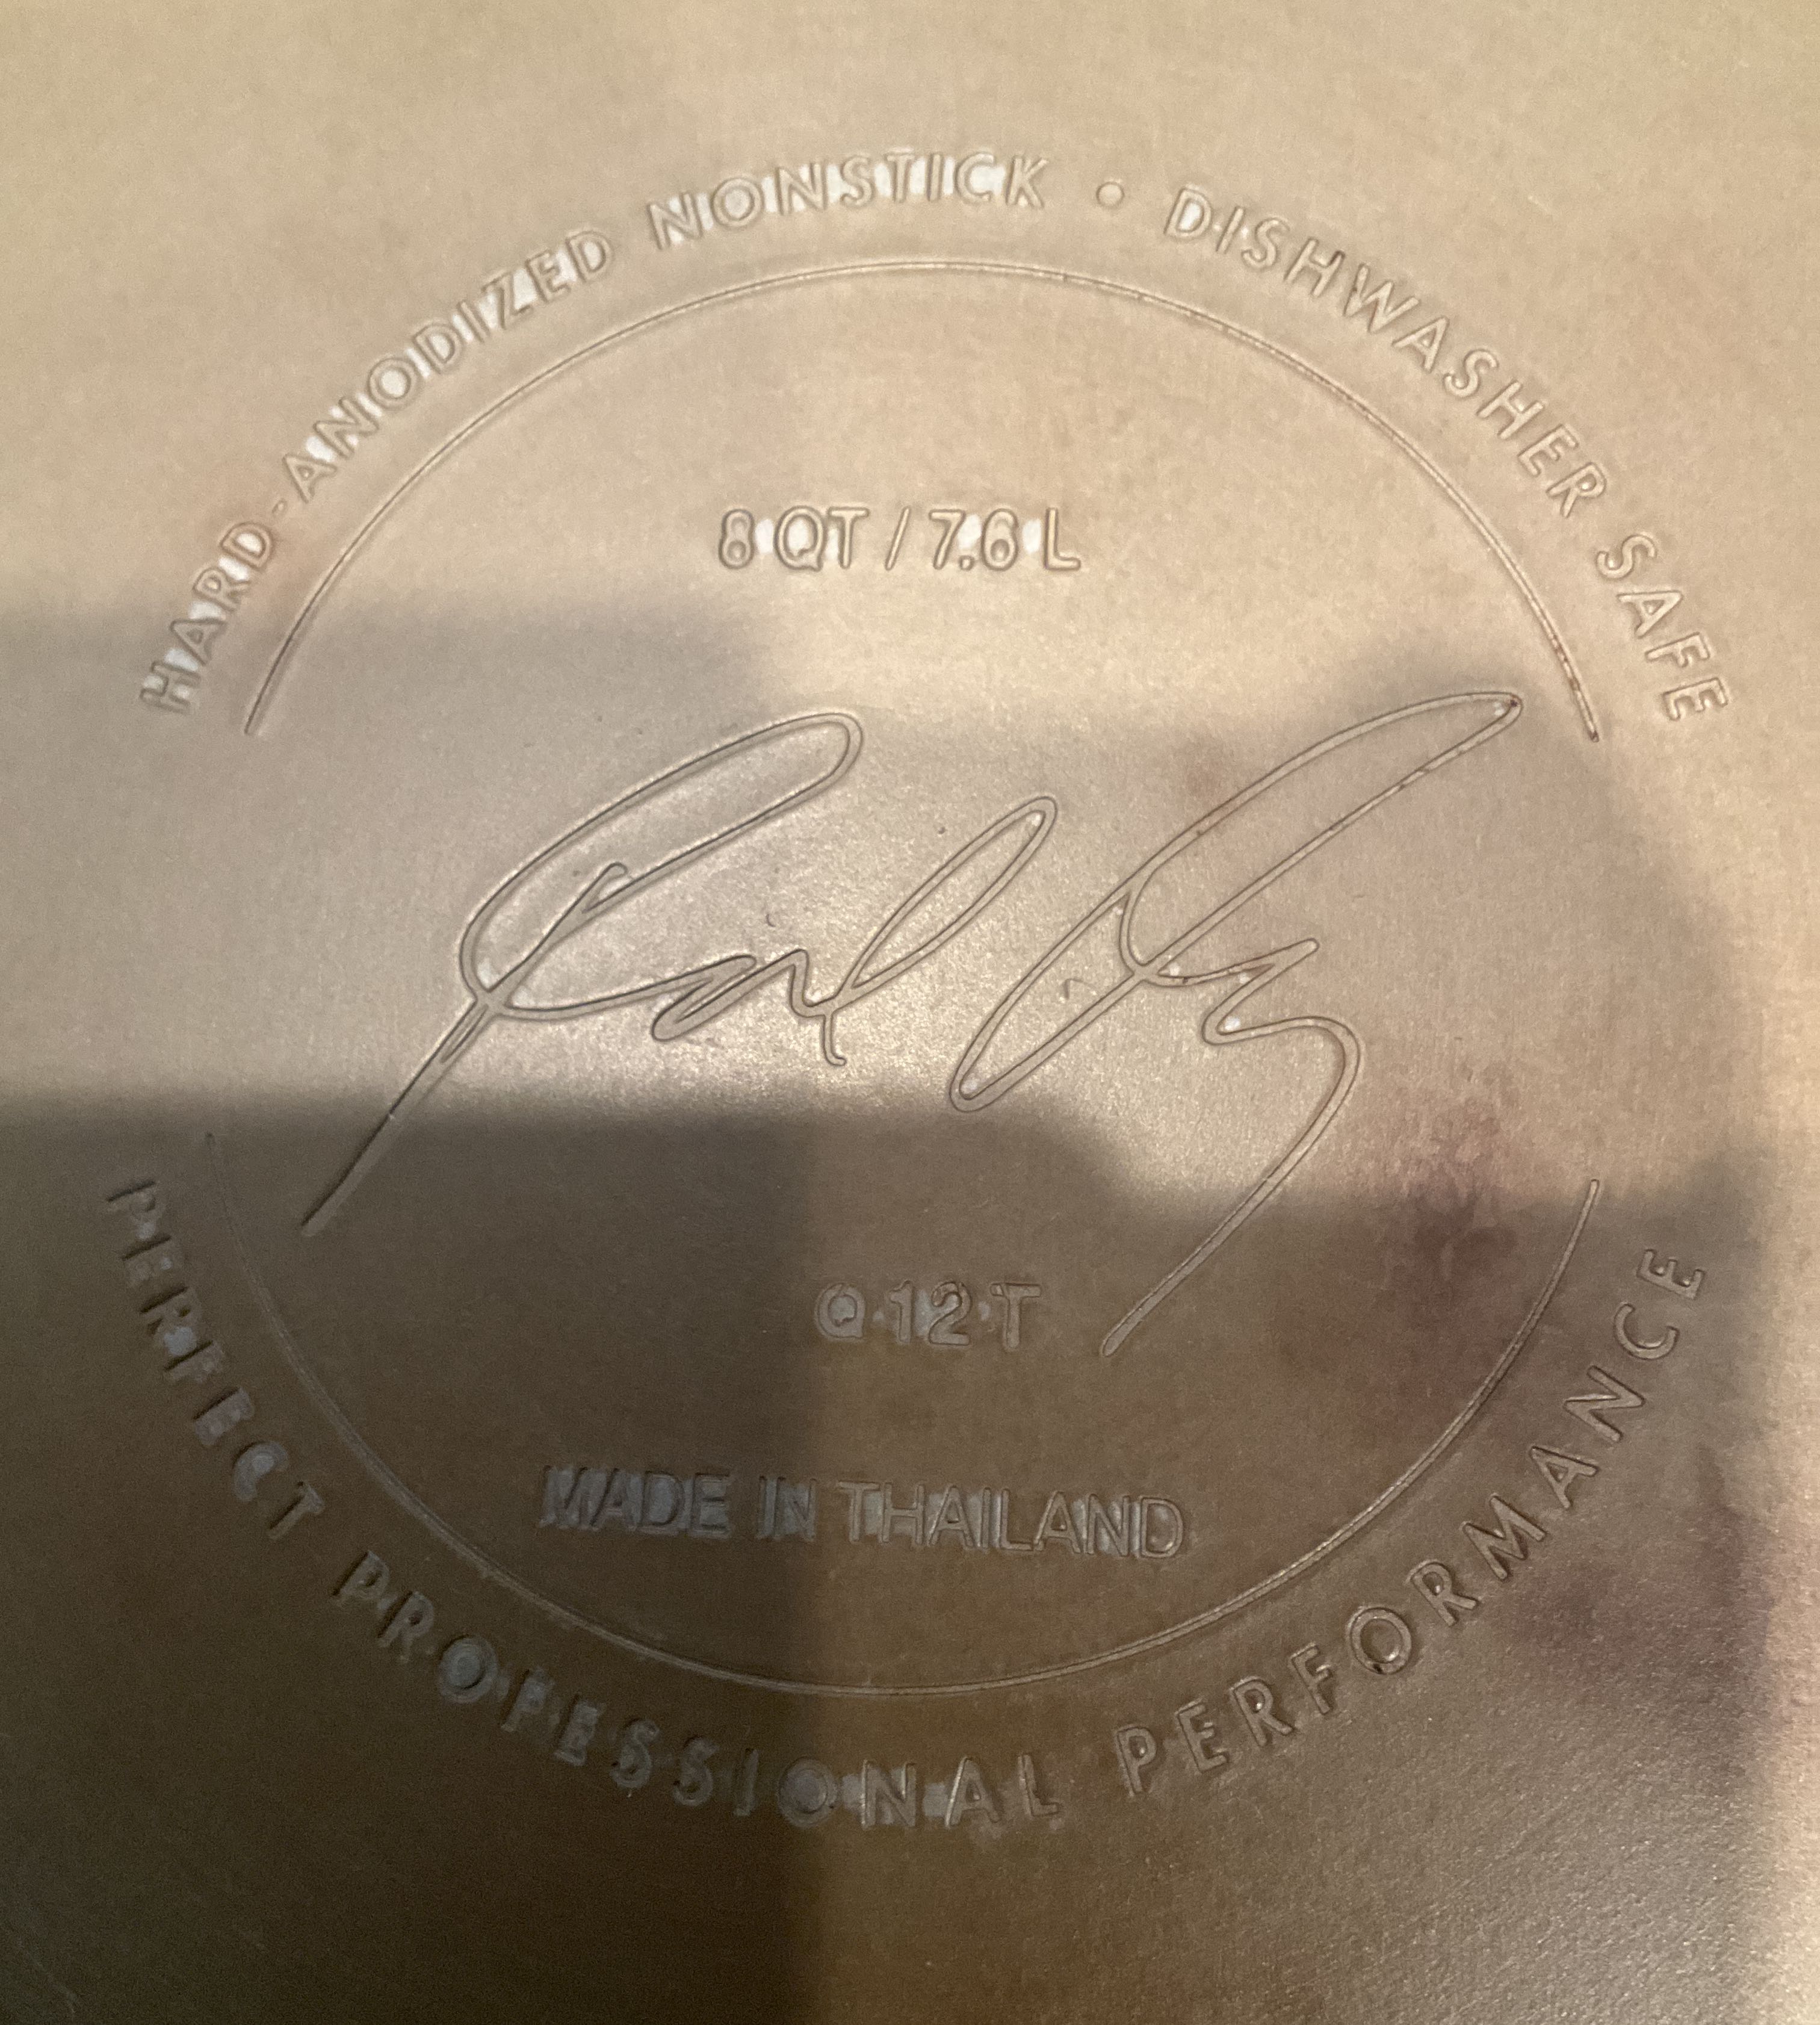 HARD-ANODIZED NONSTICK • DISHWASHER SAFE
8 QT / 7.6 L
Q12T
MADE IN THAILAND
PERFECT PROFESSIONAL PERFORMANCE